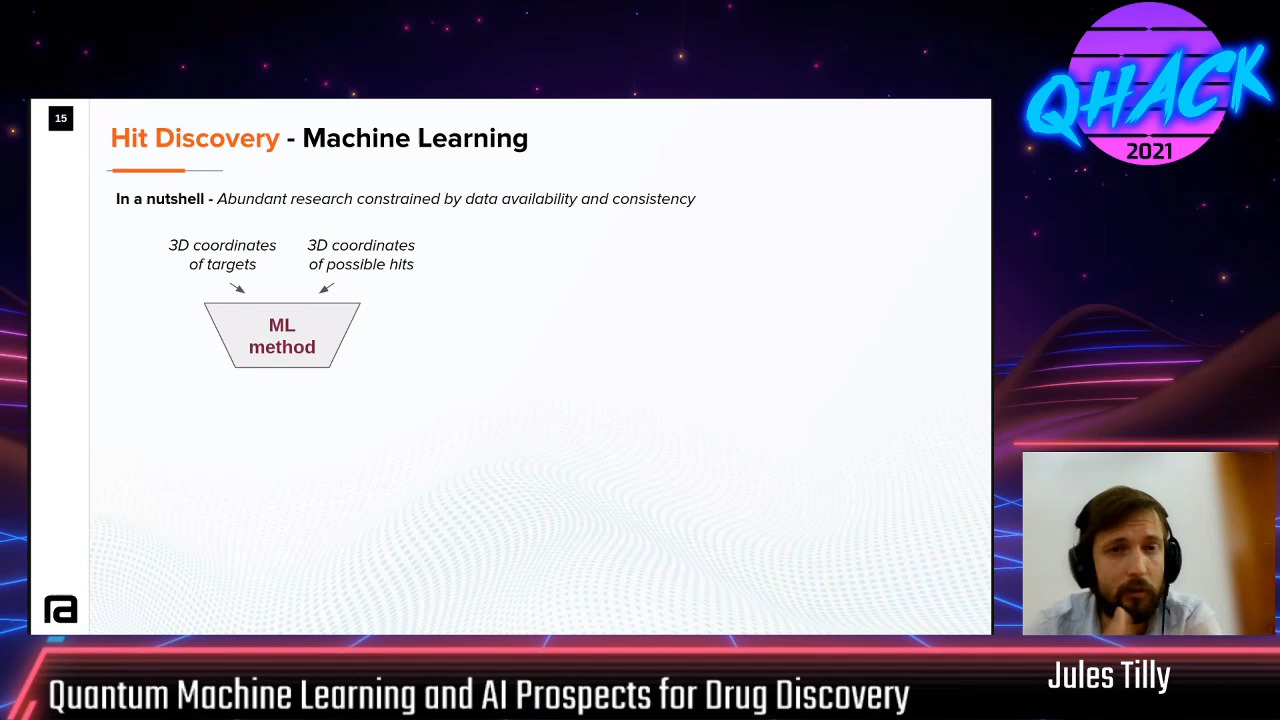 QHACK
2021
15
Hit Discovery - Machine Learning
In a nutshell - Abundant research constrained by data availability and consistency
3D coordinates
of targets
3D coordinates
of possible hits
ML
method
ra
Jules Tilly
Quantum Machine Learning and AI Prospects for Drug Discovery